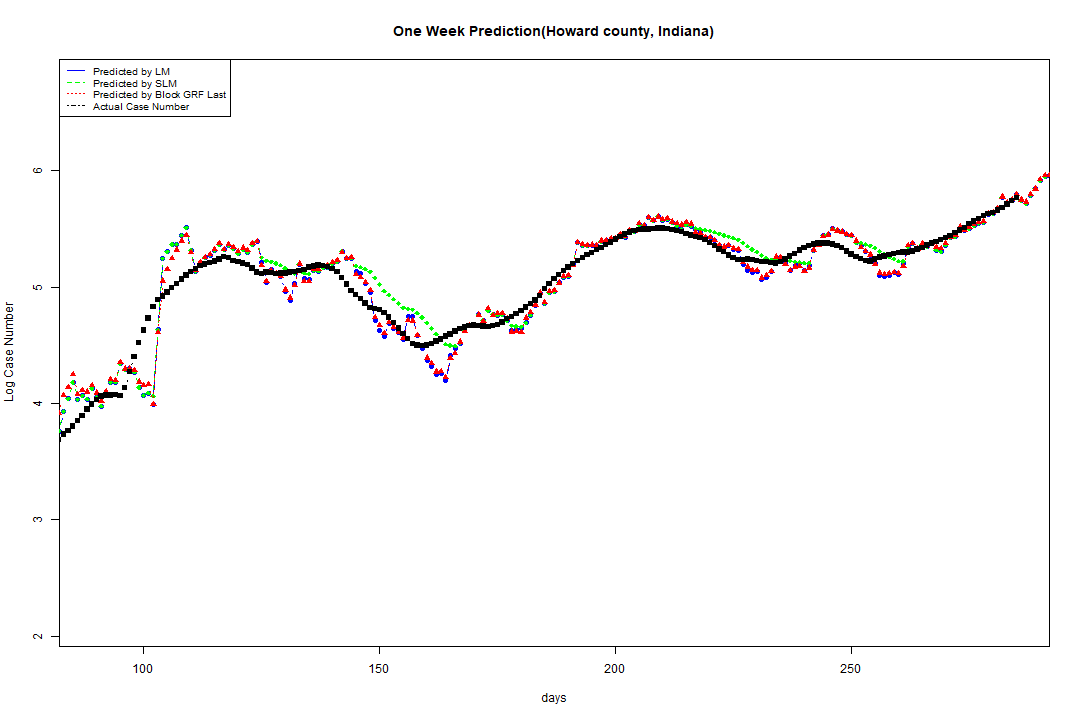 One Week Prediction(Howard county, Indiana)
Predicted by LM
Predicted by SLM
Predicted by Block GRF Last
Actual Case Number
6
5
4
3
2
Log Case Number
100
150
200
250
days